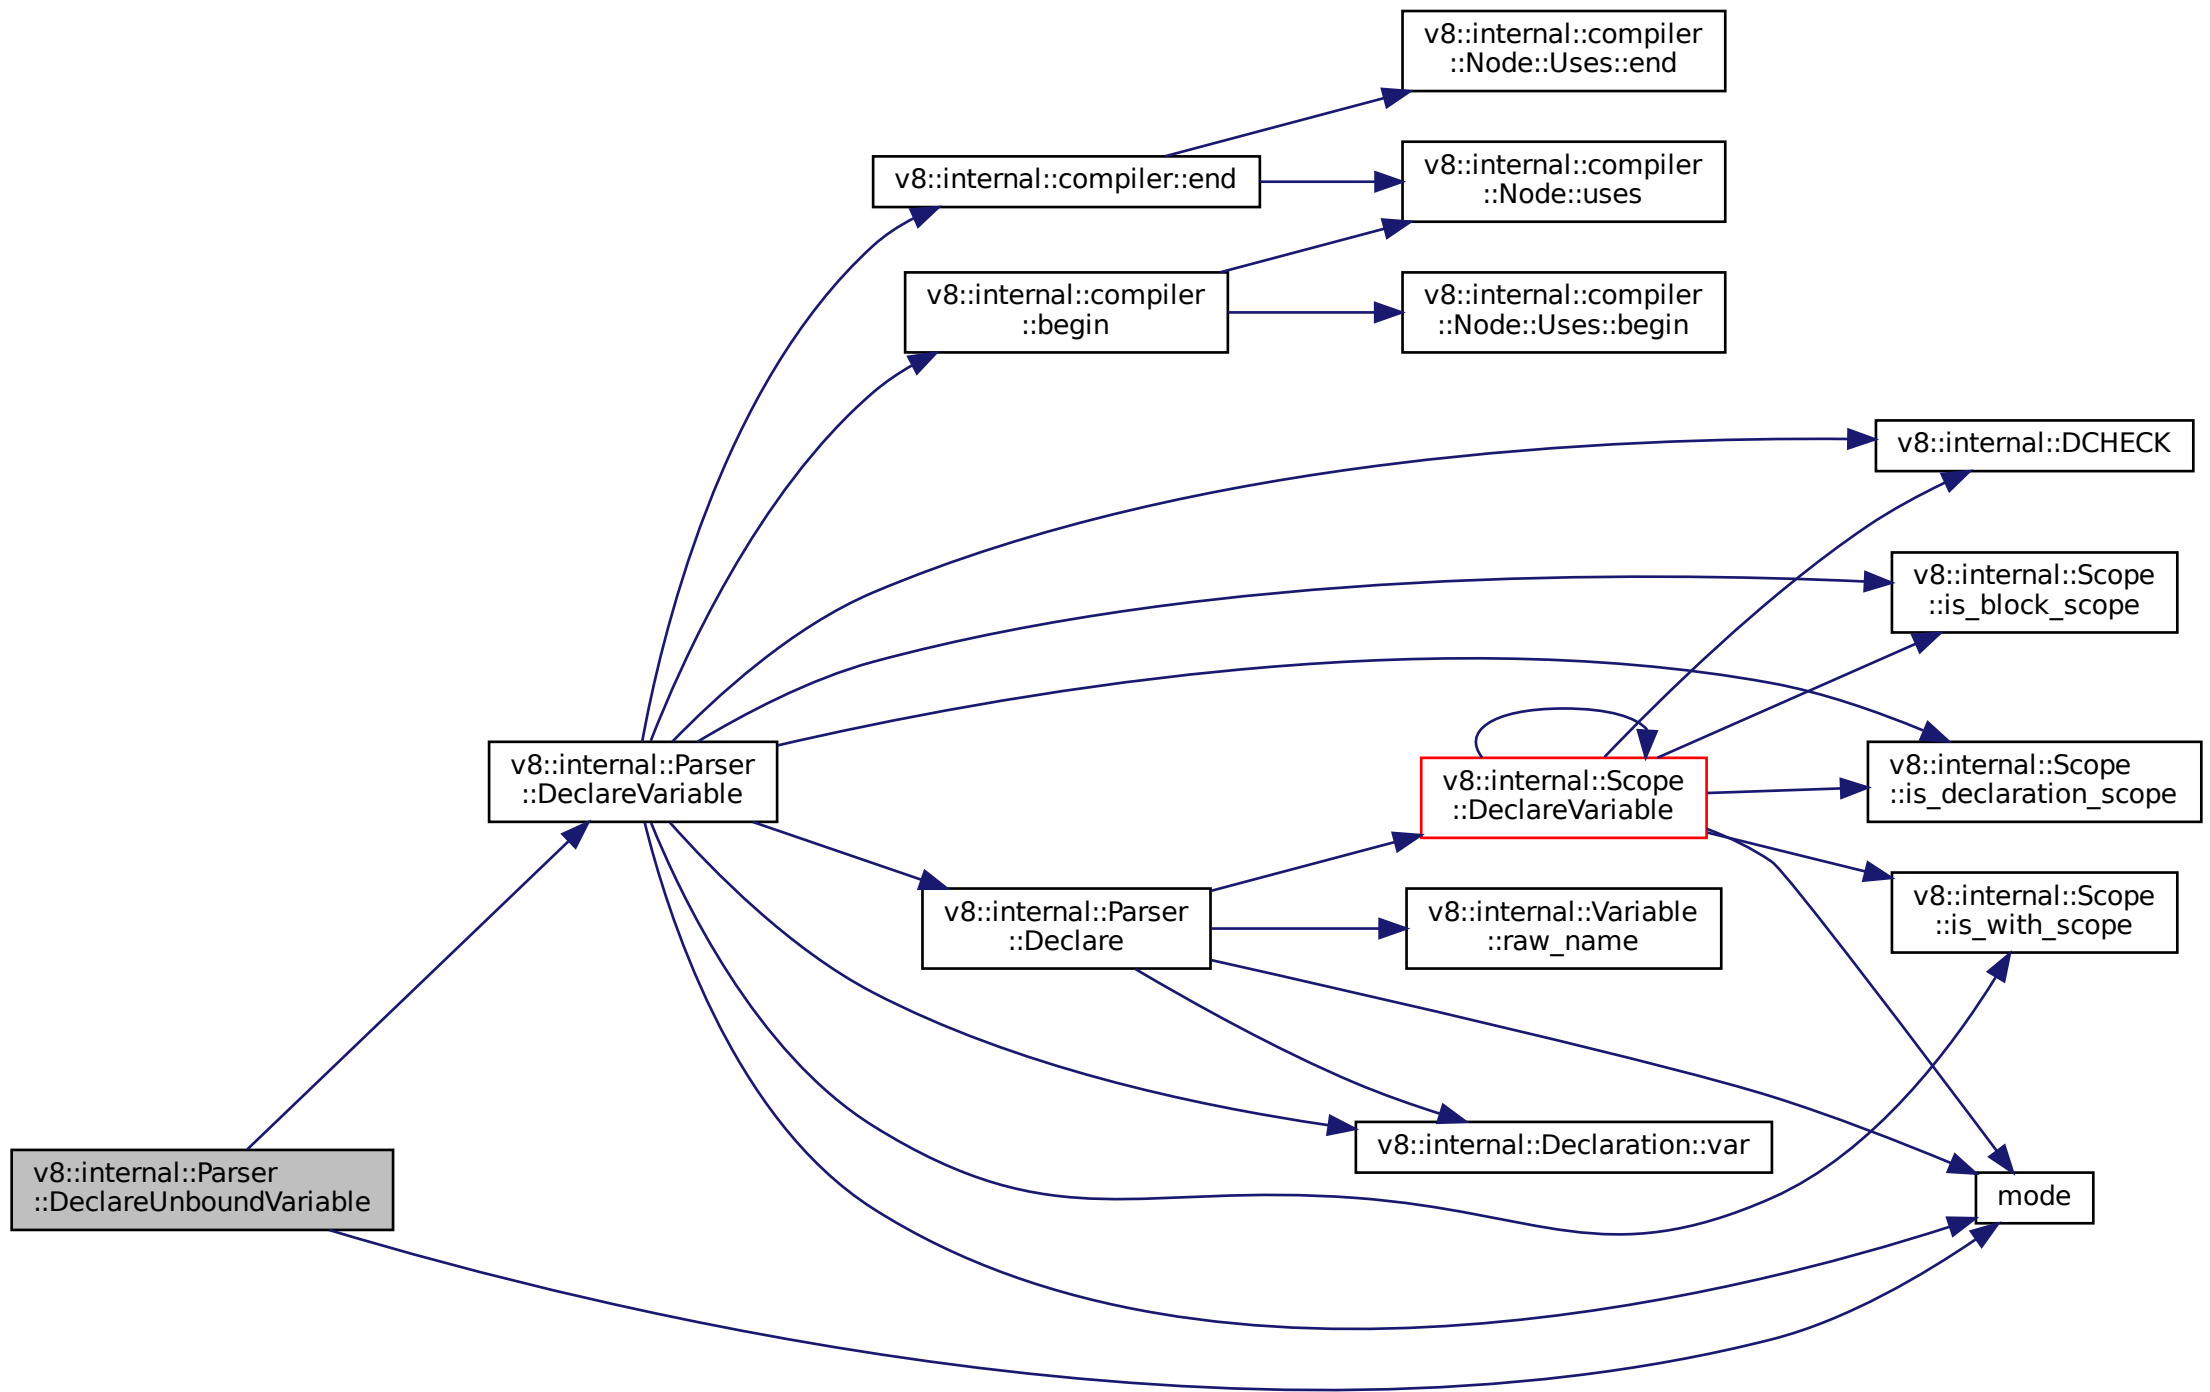 v8::internal::compiler
::Node::Uses::end
v8::internal::compiler::end
v8::internal::compiler
::Node::uses
v8::internal::compiler
::begin
v8::internal::compiler
::Node::Uses::begin
v8::internal::DCHECK
v8::internal::Scope
::is_block_scope
v8::internal::Parser
::DeclareVariable
v8::internal::Scope
::DeclareVariable
v8::internal::Scope
::is_declaration_scope
v8::internal::Parser
::Declare
v8::internal::Variable
::raw_name
v8::internal::Scope
::is_with_scope
v8::internal::Declaration::var
v8::internal::Parser
::DeclareUnboundVariable
mode